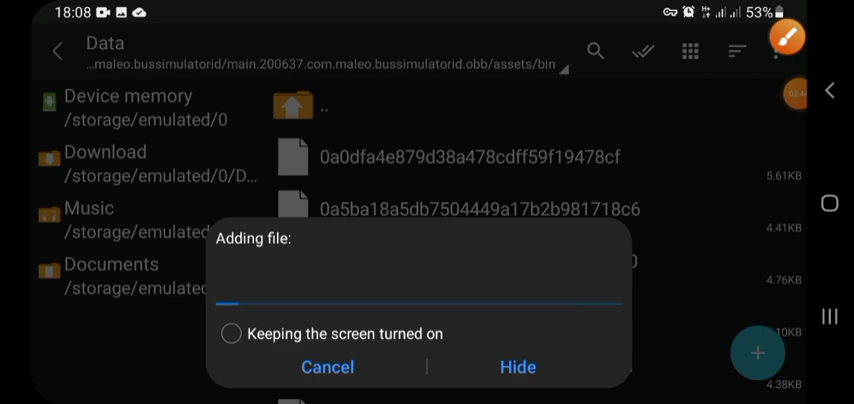 18:08
53%
Data
...maleo.bussimulatorid/main.200637.com.maleo.bussimulatorid.obb/assets/bin
Device memory
/storage/emulated/0
Download
/storage/emulated/0/D...
Music
/storage/emulated
Documents
/storage/emulated
..
0a0dfa4e879d38a478cdff59f19478cf
5.61KB
0a5ba18a5db7504449a17b2b981718c6
4.41KB
4.76KB
10KB
4.38KB
Adding file:
Keeping the screen turned on
Cancel
Hide